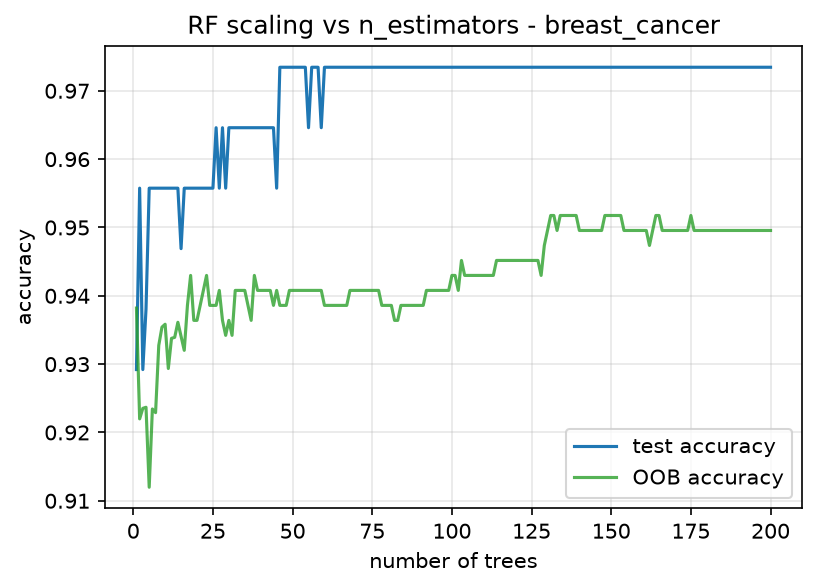 RF scaling vs n_estimators - breast_cancer
accuracy
0.97
0.96
0.95
0.94
0.93
0.92
0.91
0 25 50 75 100 125 150 175 200
number of trees
test accuracy
OOB accuracy